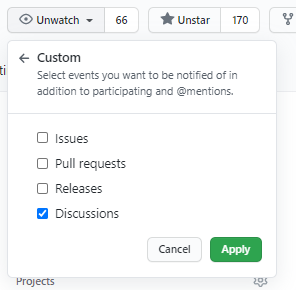 Unwatch 66 Unstar 170
Custom
Select events you want to be notified of in
addition to participating and @mentions.
Issues
Pull requests
Releases
Discussions
Cancel Apply
Projects